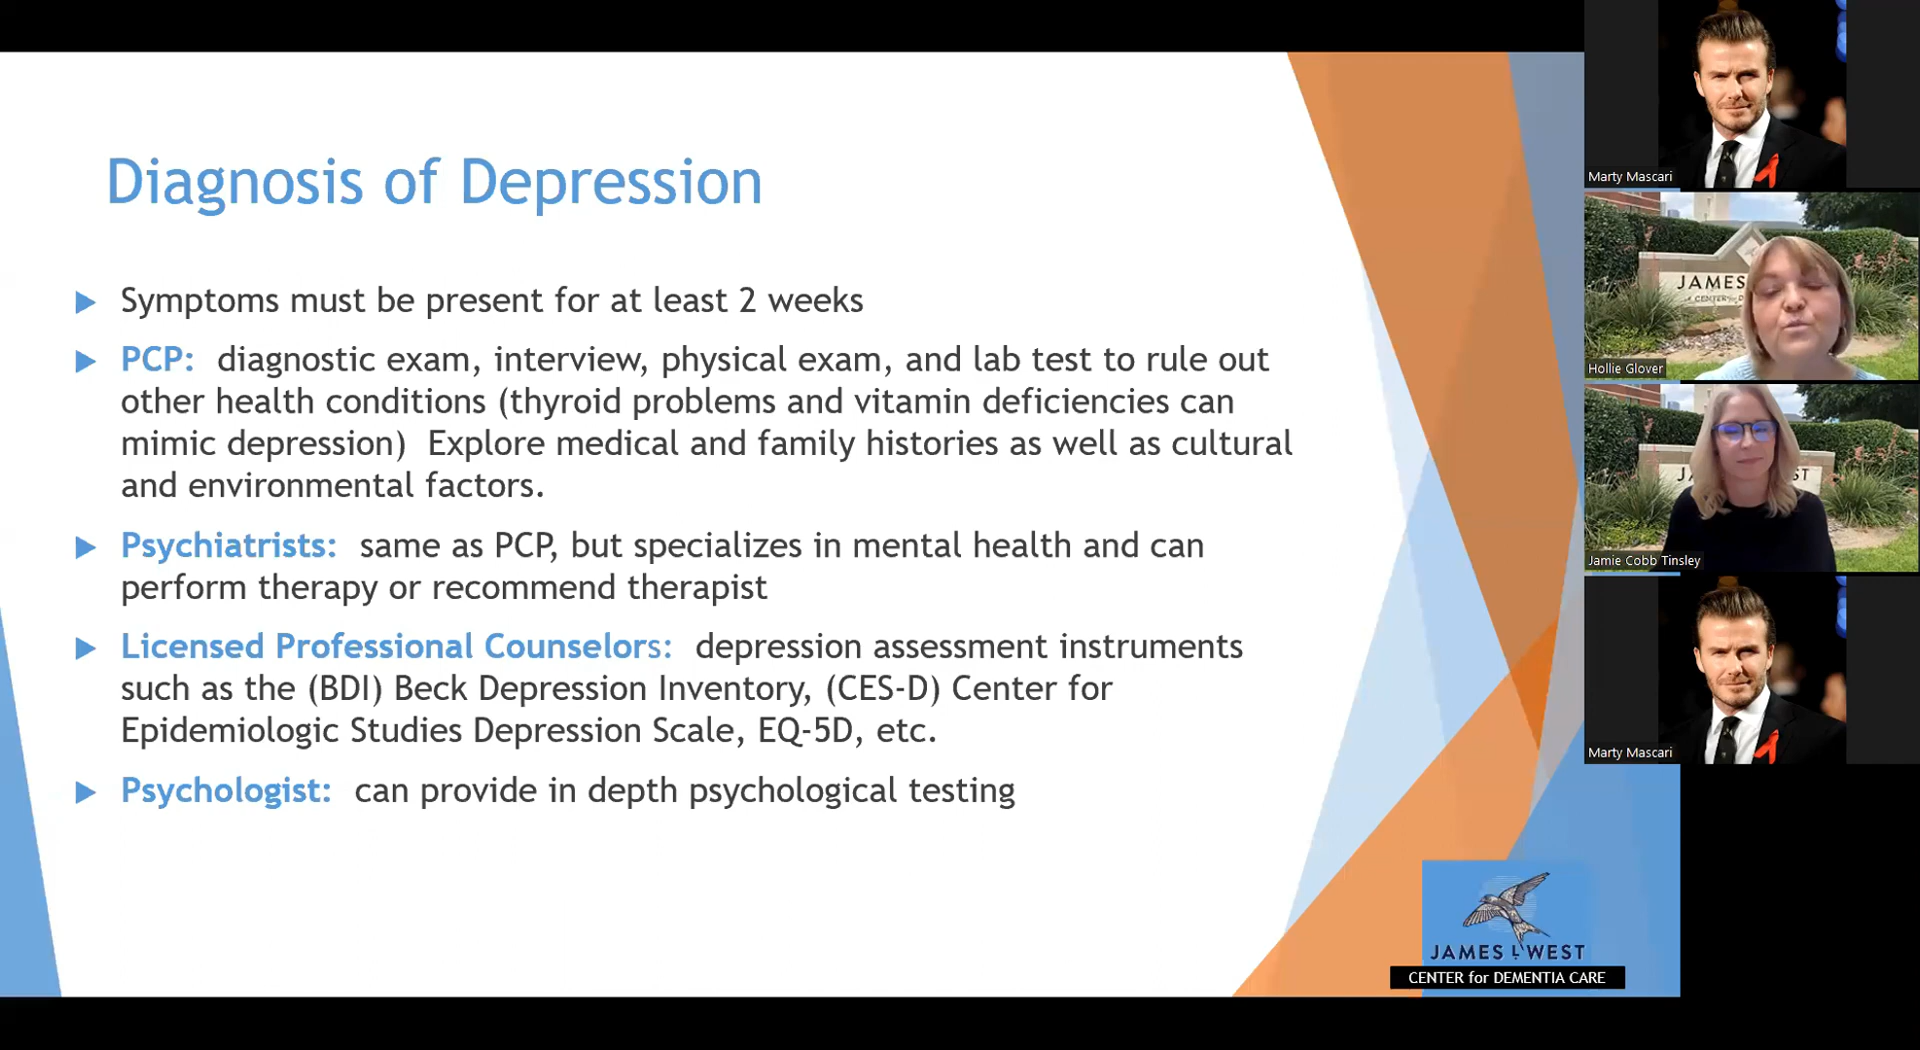 Diagnosis of Depression
Symptoms must be present for at least 2 weeks
PCP: diagnostic exam, interview, physical exam, and lab test to rule out
other health conditions (thyroid problems and vitamin deficiencies can
mimic depression) Explore medical and family histories as well as cultural
and environmental factors.
Psychiatrists: same as PCP, but specializes in mental health and can
perform therapy or recommend therapist
Licensed Professional Counselors: depression assessment instruments
such as the (BDI) Beck Depression Inventory, (CES-D) Center for
Epidemiologic Studies Depression Scale, EQ-5D, etc.
Psychologist: can provide in depth psychological testing
JAMES L WEST
CENTER for DEMENTIA CARE
Marty Mascari
JAMES
Hollie Glover
Jamie Cobb Tinsley
Marty Mascari